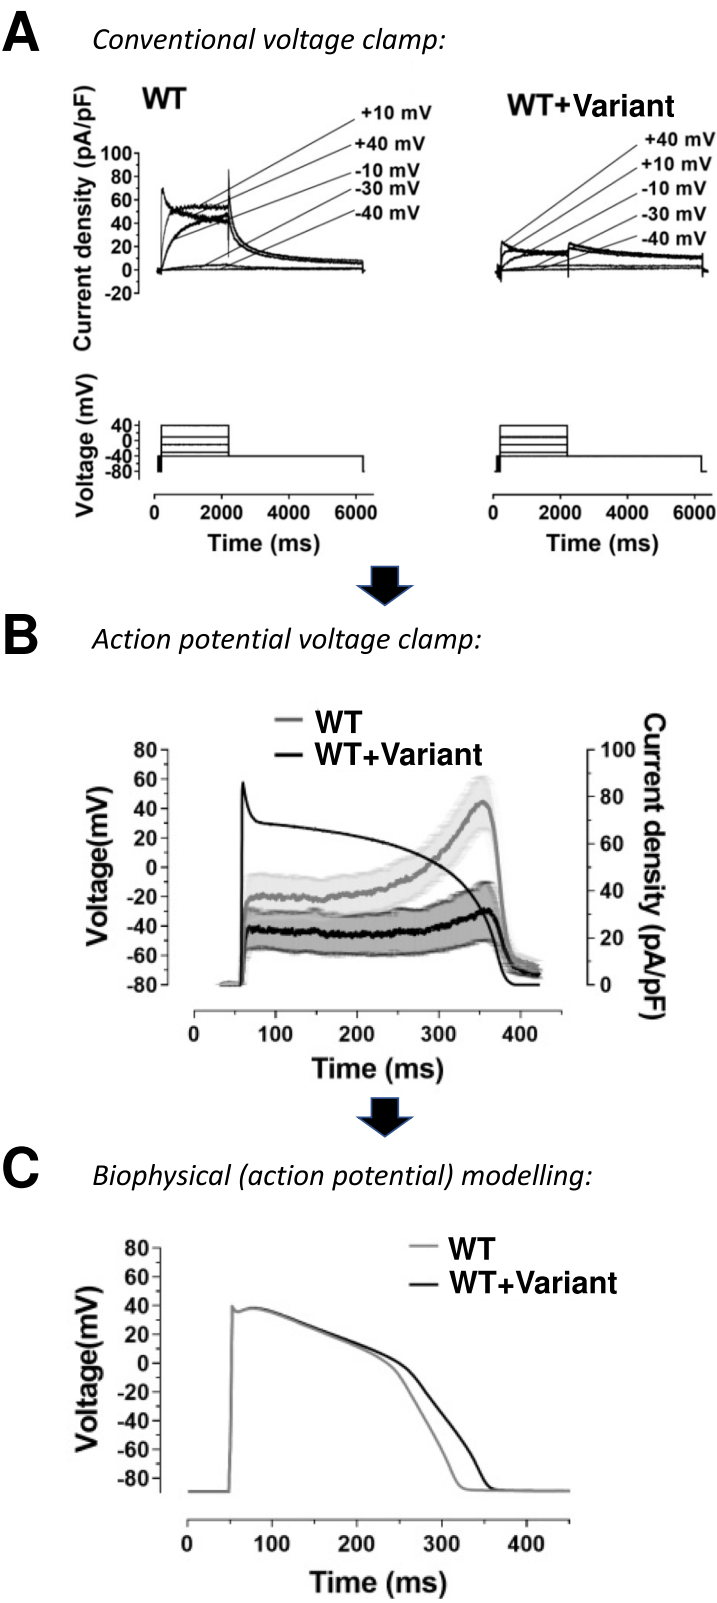 A
Conventional voltage clamp:
WT
WT+Variant
+10 mV
+40 mV
-10 mV
-30 mV
-40 mV
+40 mV
+10 mV
-10 mV
-30 mV
-40 mV
Current density (pA/pF)
100
80
60
40
20
0
-20
Voltage (mV)
40
0
-40
-80
0 2000 4000 6000
Time (ms)
0 2000 4000 6000
Time (ms)
B
Action potential voltage clamp:
WT
WT+Variant
Voltage(mV)
80
60
40
20
0
-20
-40
-60
-80
100
80
60
40
20
0
Current density (pA/pF)
0 100 200 300 400
Time (ms)
C
Biophysical (action potential) modelling:
WT
WT+Variant
Voltage(mV)
80
60
40
20
0
-20
-40
-60
-80
0 100 200 300 400
Time (ms)